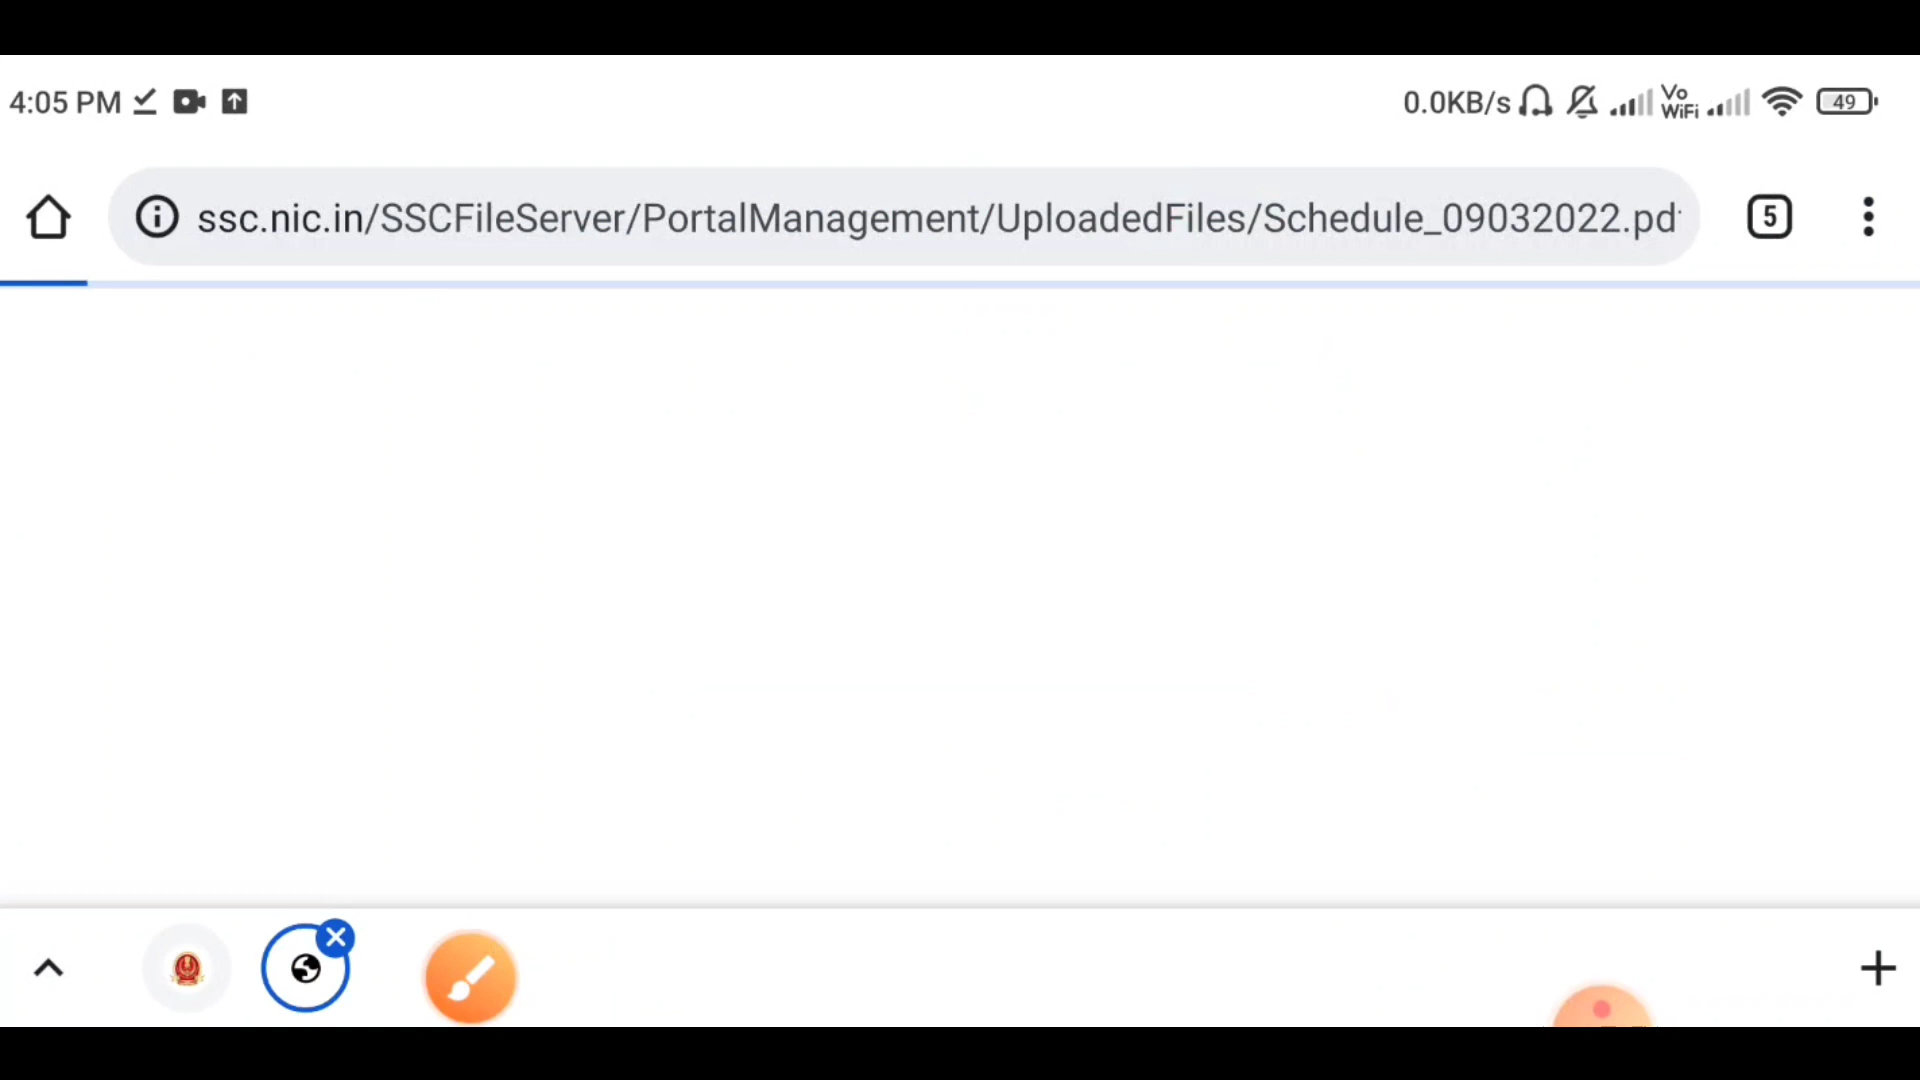 4:05 PM
0.0KB/s
Vo
WiFi
49
ssc.nic.in/SSCFileServer/PortalManagement/UploadedFiles/Schedule_09032022.pd
5